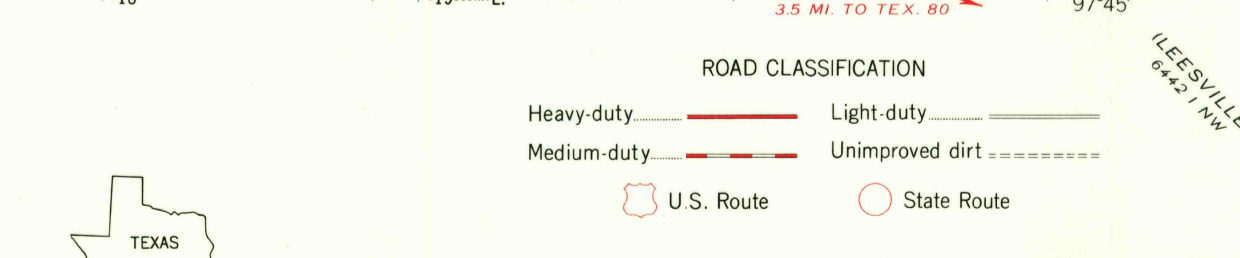 3.5 MI. TO TEX. 80
97°45'
(LEESVILLE
6442 I NW
ROAD CLASSIFICATION
Heavy-duty
Light-duty
Medium-duty
Unimproved dirt
U.S. Route
State Route
TEXAS